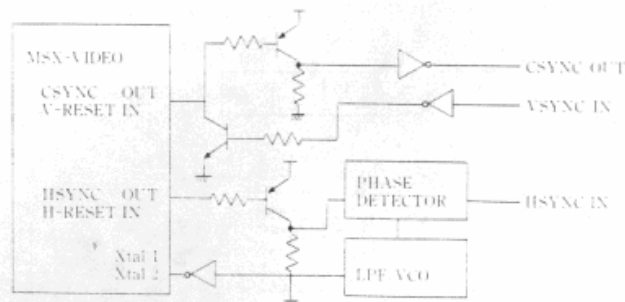 MSX-VIDEO
CSYNC OUT
V-RESET IN
HSYNC OUT
H-RESET IN
Xtal 1
Xtal 2
CSYNC OUT
VSYNC IN
PHASE
DETECTOR
HSYNC IN
LPF VCO